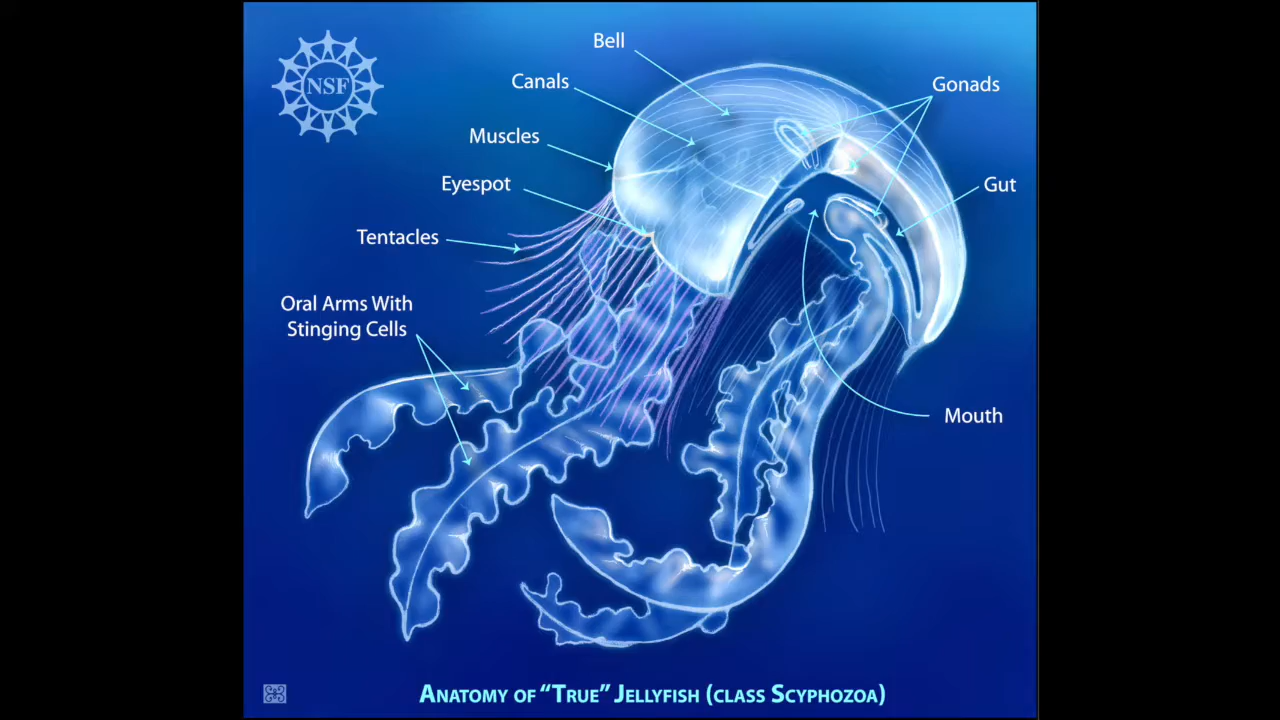 NSF
Bell
Canals
Gonads
Muscles
Eyespot
Gut
Tentacles
Oral Arms With
Stinging Cells
Mouth
Anatomy of “True” Jellyfish (class Scyphozoa)